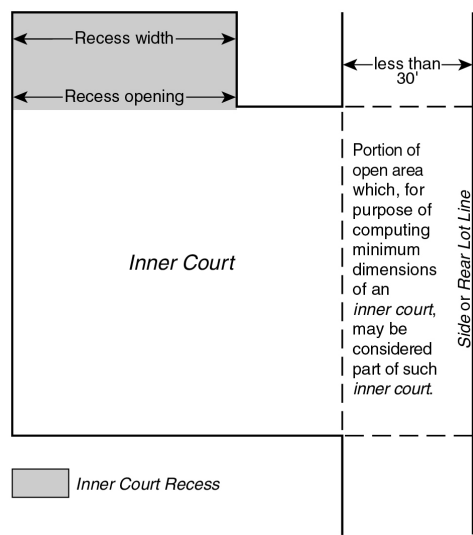 Recess width
less than
30'
Recess opening
Portion of
open area
which, for
purpose of
computing
minimum
dimensions
of an
inner court,
may be
considered
part of such
inner court.
Inner Court
Side or Rear Lot Line
Inner Court Recess